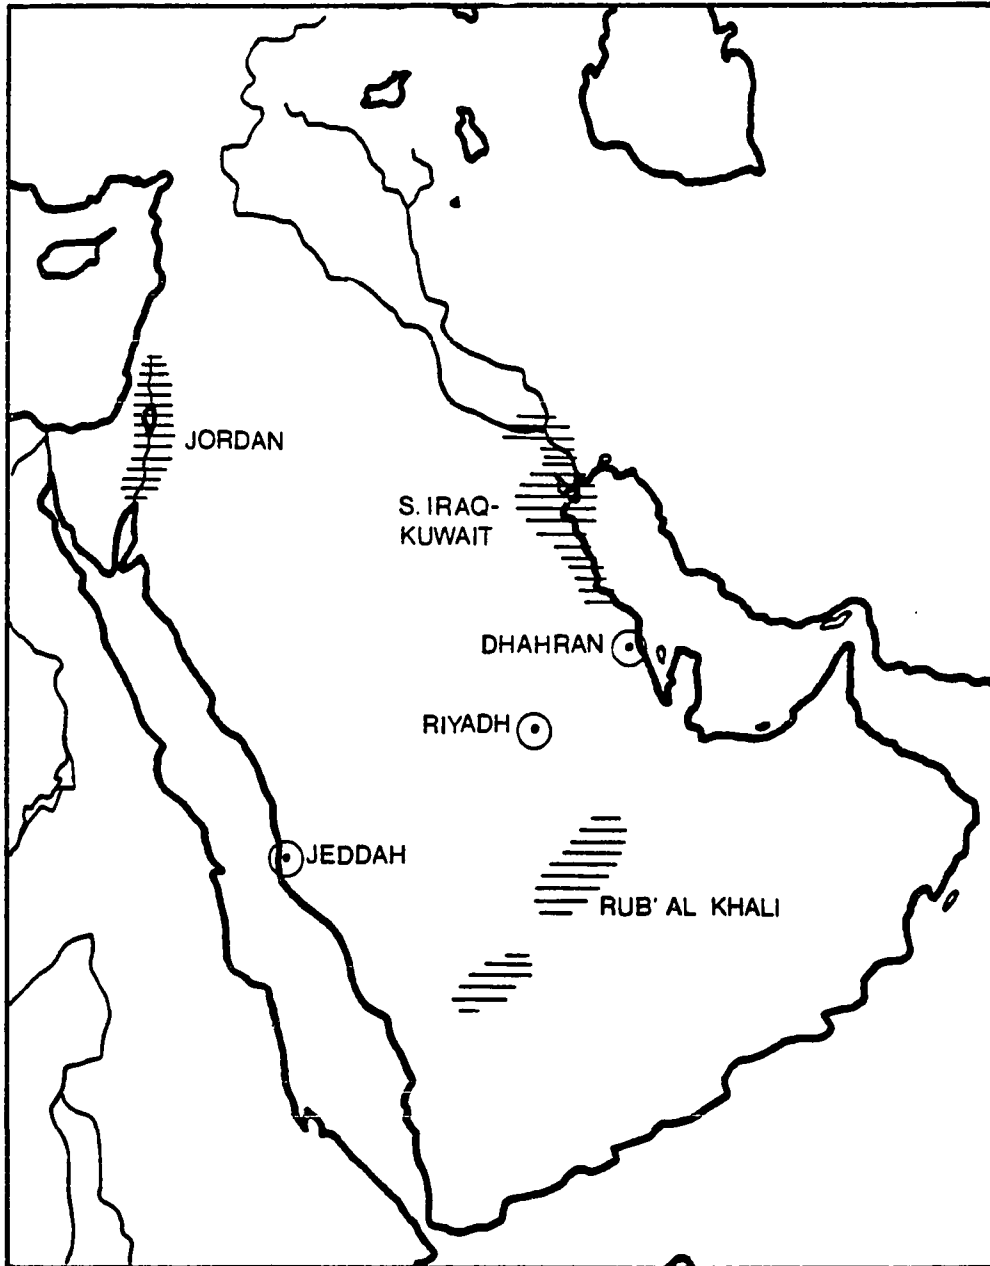 JORDAN
S. IRAQ-
KUWAIT
DHAHRAN
RIYADH
JEDDAH
RUB' AL KHALI